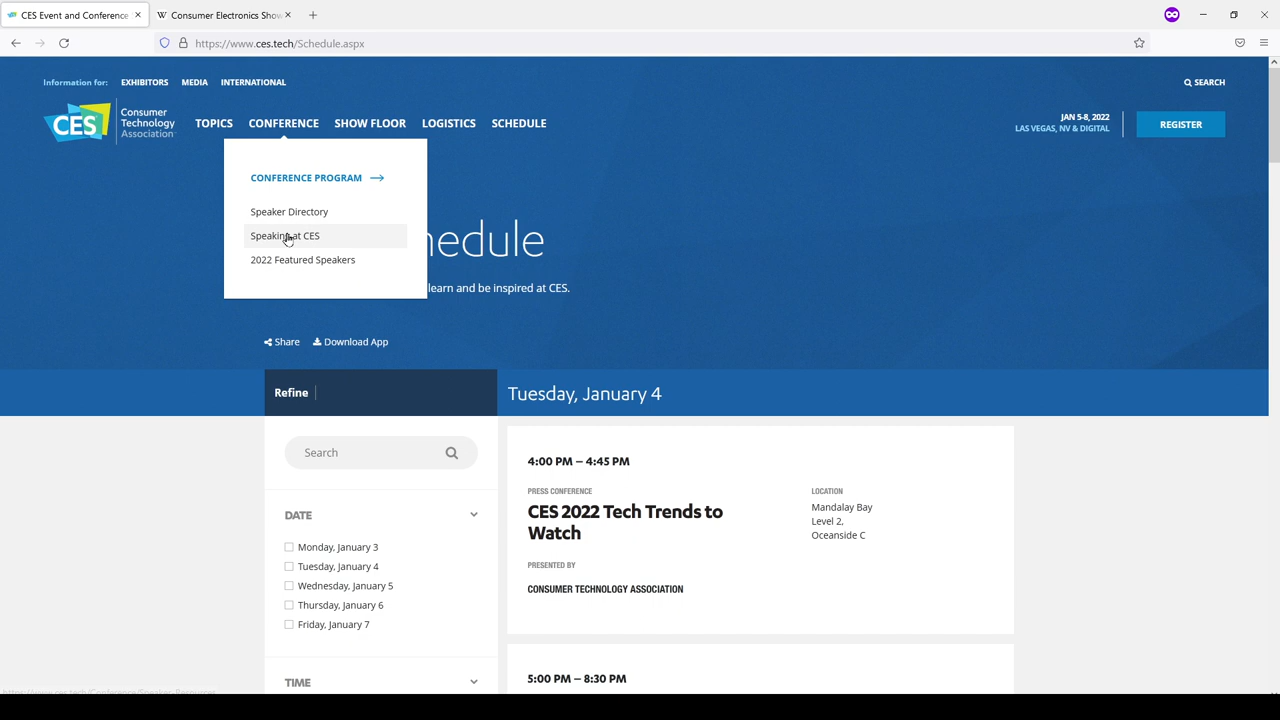 CES Event and Conference
Consumer Electronics Show
https://www.ces.tech/Schedule.aspx
Information for: EXHIBITORS MEDIA INTERNATIONAL
SEARCH
CES Consumer Technology Association
TOPICS CONFERENCE SHOW FLOOR LOGISTICS SCHEDULE
JAN 5-8, 2022
LAS VEGAS, NV & DIGITAL
REGISTER
CONFERENCE PROGRAM
Speaker Directory
Speaking at CES
2022 Featured Speakers
hedule
learn and be inspired at CES.
Share Download App
Refine
Tuesday, January 4
Search
DATE
Monday, January 3
Tuesday, January 4
Wednesday, January 5
Thursday, January 6
Friday, January 7
TIME
4:00 PM – 4:45 PM
PRESS CONFERENCE
CES 2022 Tech Trends to
Watch
PRESENTED BY
CONSUMER TECHNOLOGY ASSOCIATION
LOCATION
Mandalay Bay
Level 2,
Oceanside C
5:00 PM – 8:30 PM